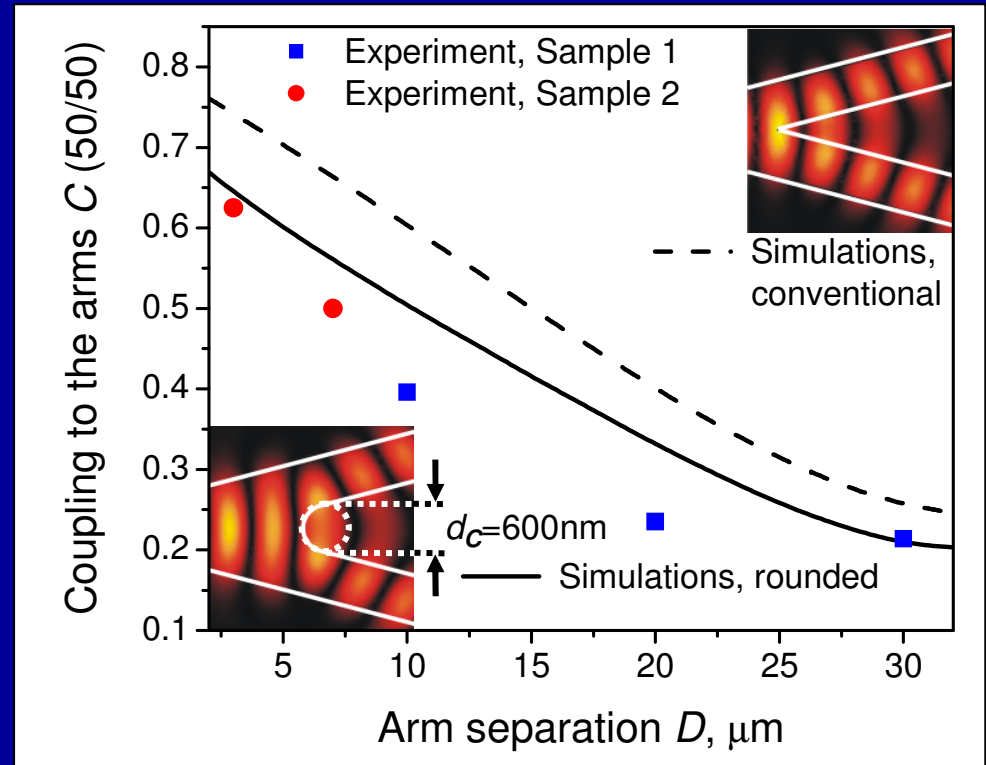 Experiment, Sample 1
Experiment, Sample 2
Simulations,
conventional
d_c=600nm
Simulations, rounded
Coupling to the arms C (50/50)
0.8
0.7
0.6
0.5
0.4
0.3
0.2
0.1
5 10 15 20 25 30
Arm separation D, μm